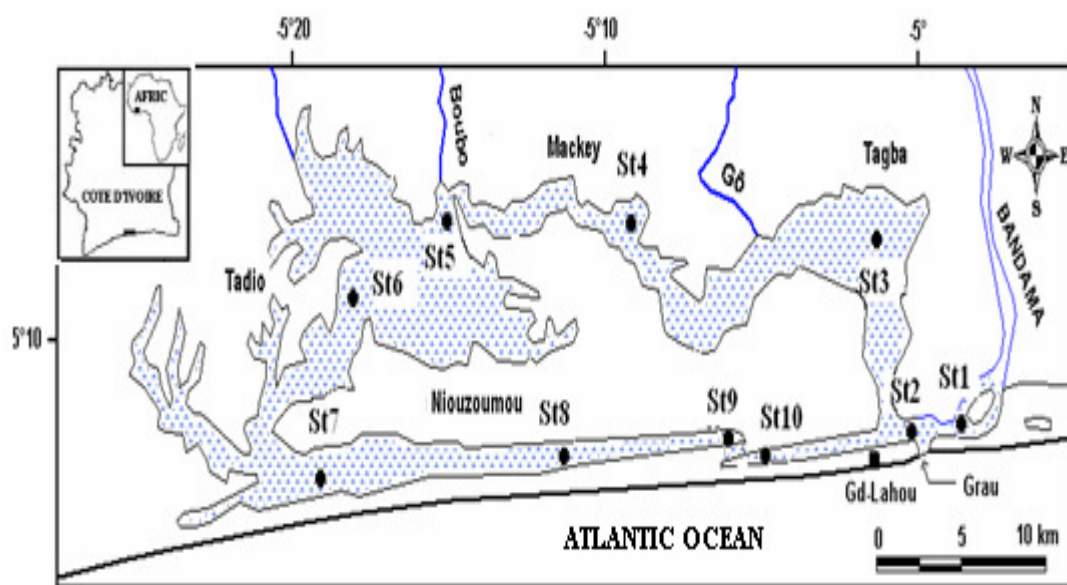 -5°20
-5°10
-5°
AFRIC
COTE D'IVOIRE
Boubo
Mackey
St4
Gô
Tagba
N
W
E
S
BANDAMA
St5
Tadio
St6
St3
5°10
Niouzoumou
St7
St8
St9
St10
St2
St1
Gd-Lahou
Grau
ATLANTIC OCEAN
0 5 10 km